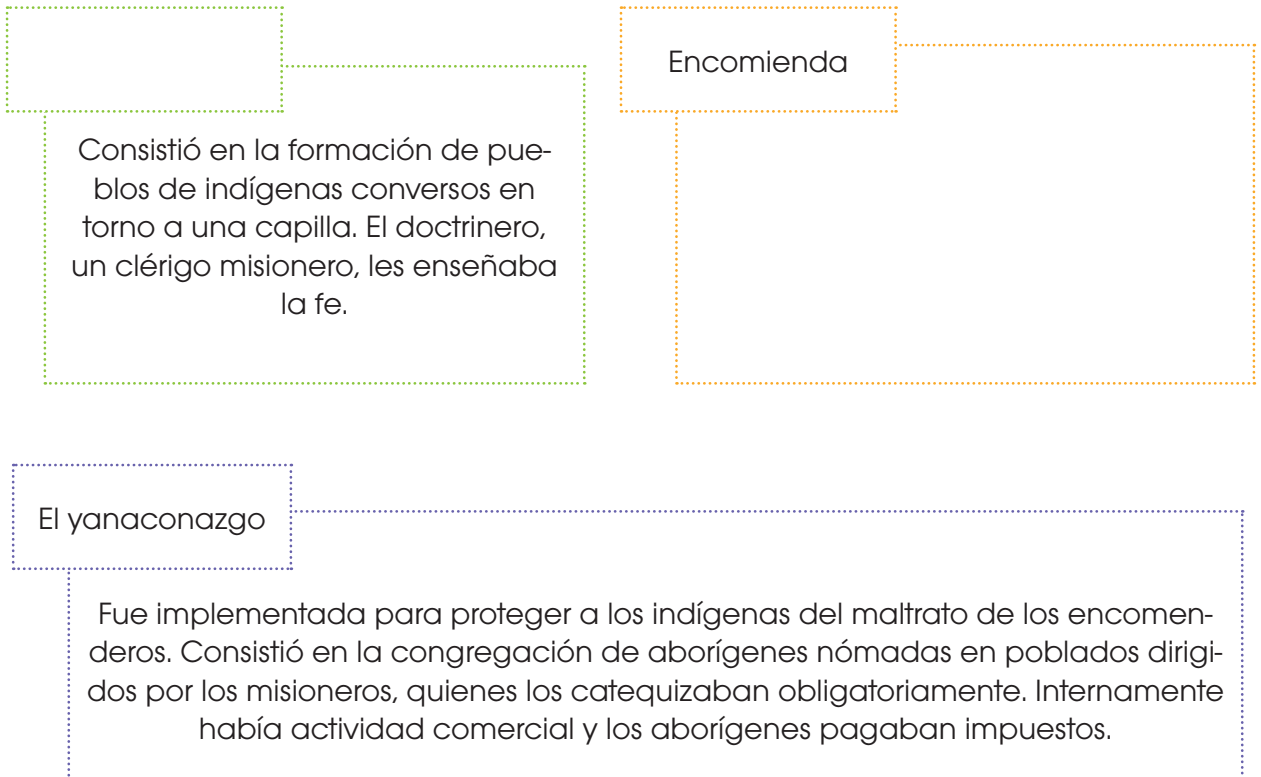 Consistió en la formación de pue-
blos de indígenas conversos en
torno a una capilla. El doctrinero,
un clérigo misionero, les enseñaba
la fe.
Encomienda
El yanaconazgo
Fue implementada para proteger a los indígenas del maltrato de los encomen-
deros. Consistió en la congregación de aborígenes nómadas en poblados dirigi-
dos por los misioneros, quienes los catequizaban obligatoriamente. Internamente
había actividad comercial y los aborígenes pagaban impuestos.